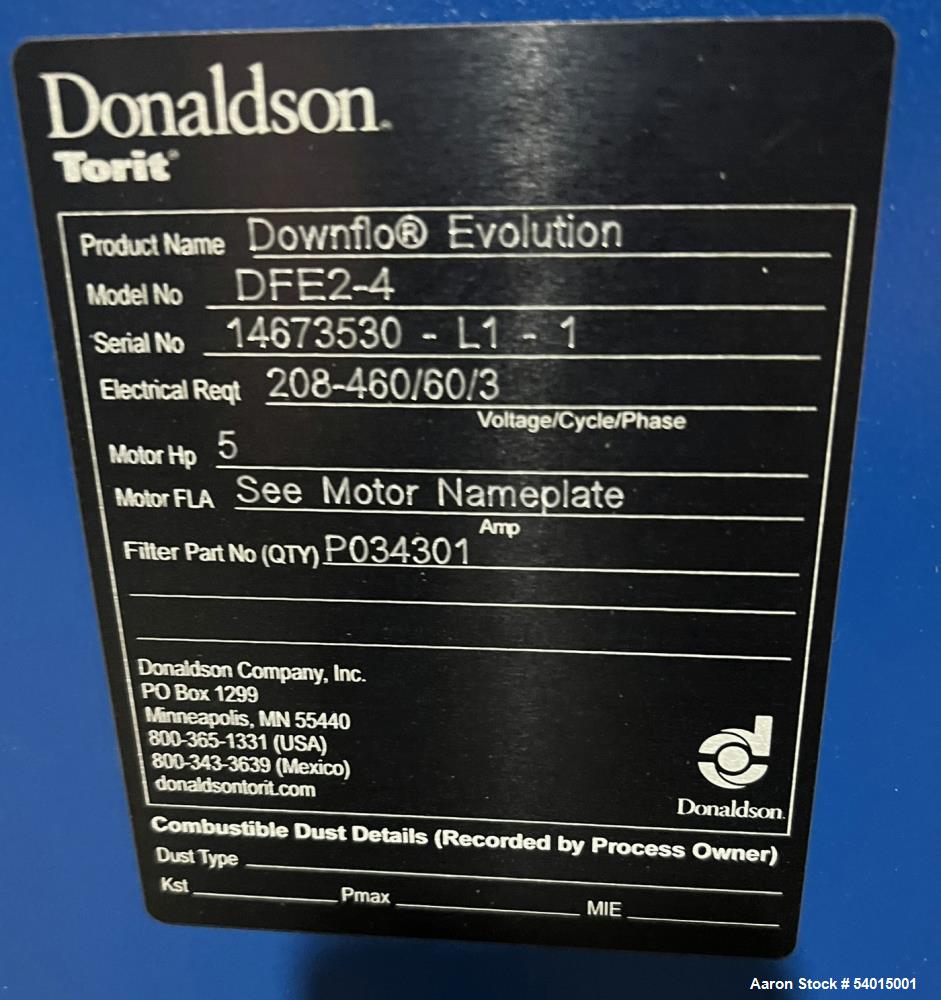 Donaldson.
Torit®
Product Name Downflo® Evolution
Model No DFE2-4
Serial No 14673530 - L1 - 1
Electrical Reqt 208-460/60/3
Voltage/Cycle/Phase
Motor Hp 5
Motor FLA See Motor Nameplate
Amp
Filter Part No (QTY) P034301
Donaldson Company, Inc.
PO Box 1299
Minneapolis, MN 55440
800-365-1331 (USA)
800-343-3639 (Mexico)
donaldsontorit.com
Donaldson.
Combustible Dust Details (Recorded by Process Owner)
Dust Type
Kst Pmax MIE
Aaron Stock # 54015001